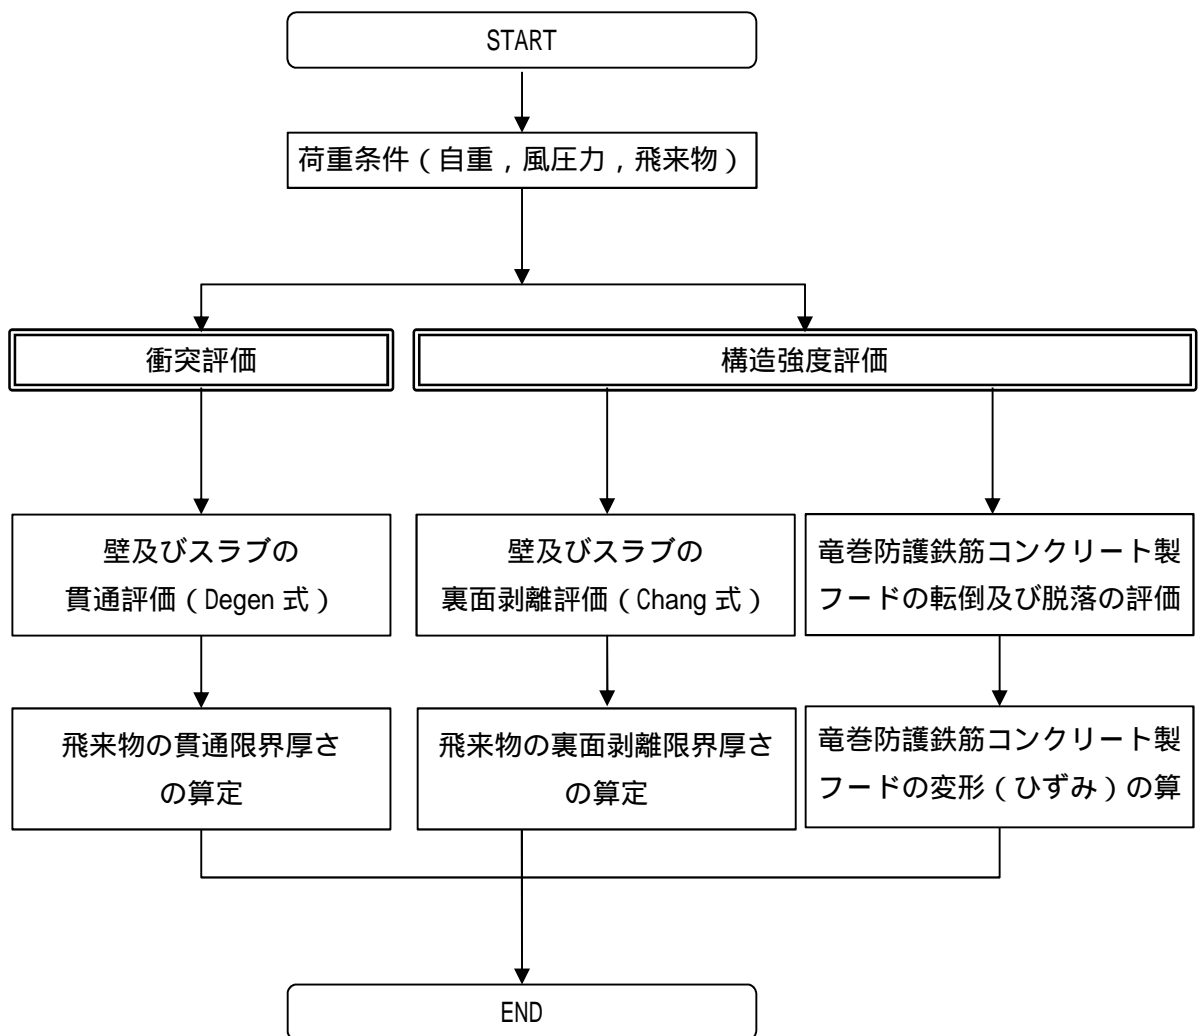 START
荷重条件（自重，風圧力，飛来物）
衝突評価
構造強度評価
壁及びスラブの
貫通評価（Degen 式）
壁及びスラブの
裏面剥離評価（Chang 式）
竜巻防護鉄筋コンクリート製
フードの転倒及び脱落の評価
飛来物の貫通限界厚さ
の算定
飛来物の裏面剥離限界厚さ
の算定
竜巻防護鉄筋コンクリート製
フードの変形（ひずみ）の算
END